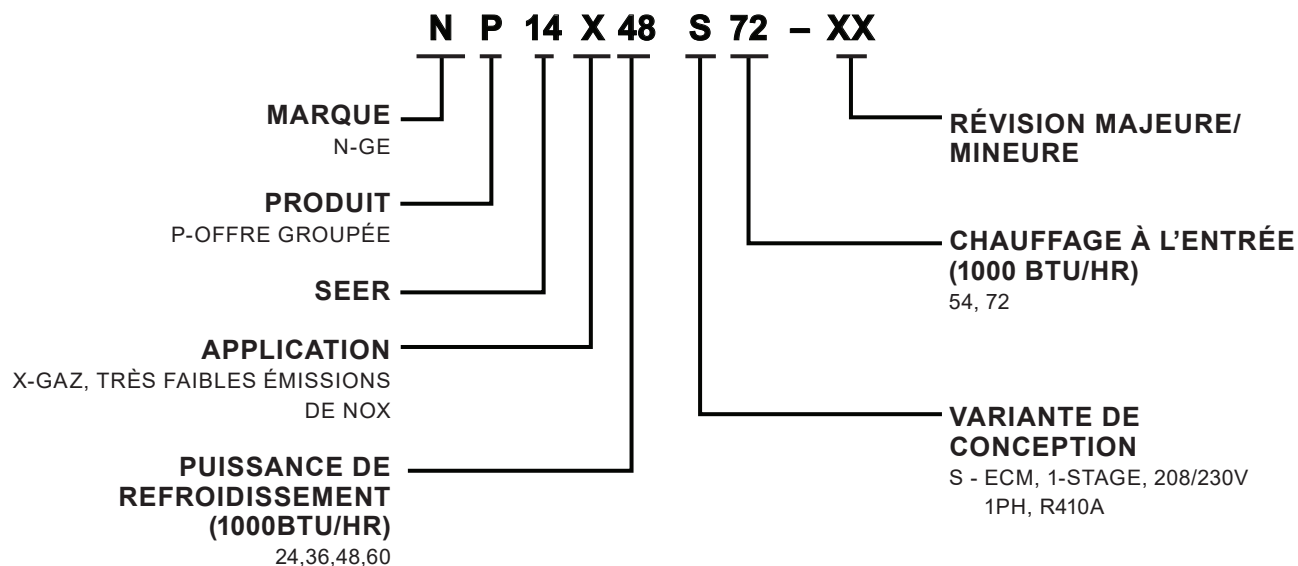 N P 14 X 48 S 72 – XX
MARQUE
N-GE
PRODUIT
P-OFFRE GROUPÉE
SEER
APPLICATION
X-GAZ, TRÈS FAIBLES ÉMISSIONS
DE NOX
PUISSANCE DE
REFROIDISSEMENT
(1000BTU/HR)
24,36,48,60
RÉVISION MAJEURE/
MINEURE
CHAUFFAGE À L’ENTRÉE
(1000 BTU/HR)
54, 72
VARIANTE DE
CONCEPTION
S - ECM, 1-STAGE, 208/230V
1PH, R410A